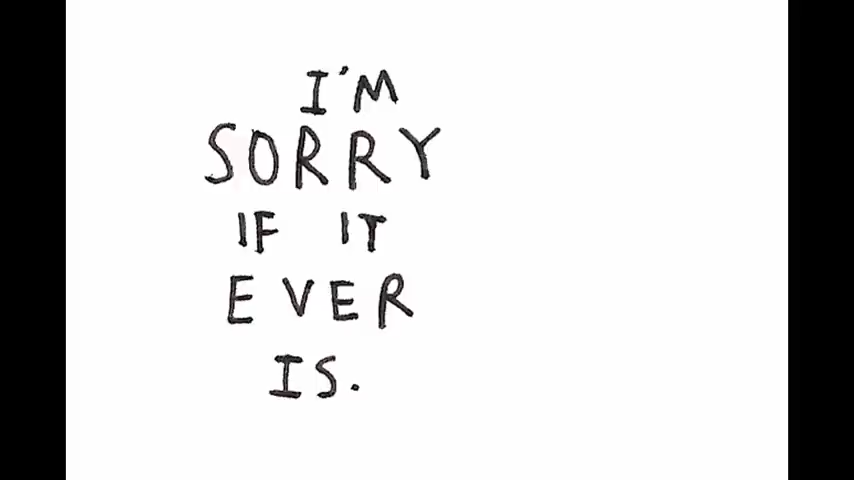 I'M
SORRY
IF IT
EVER
IS.